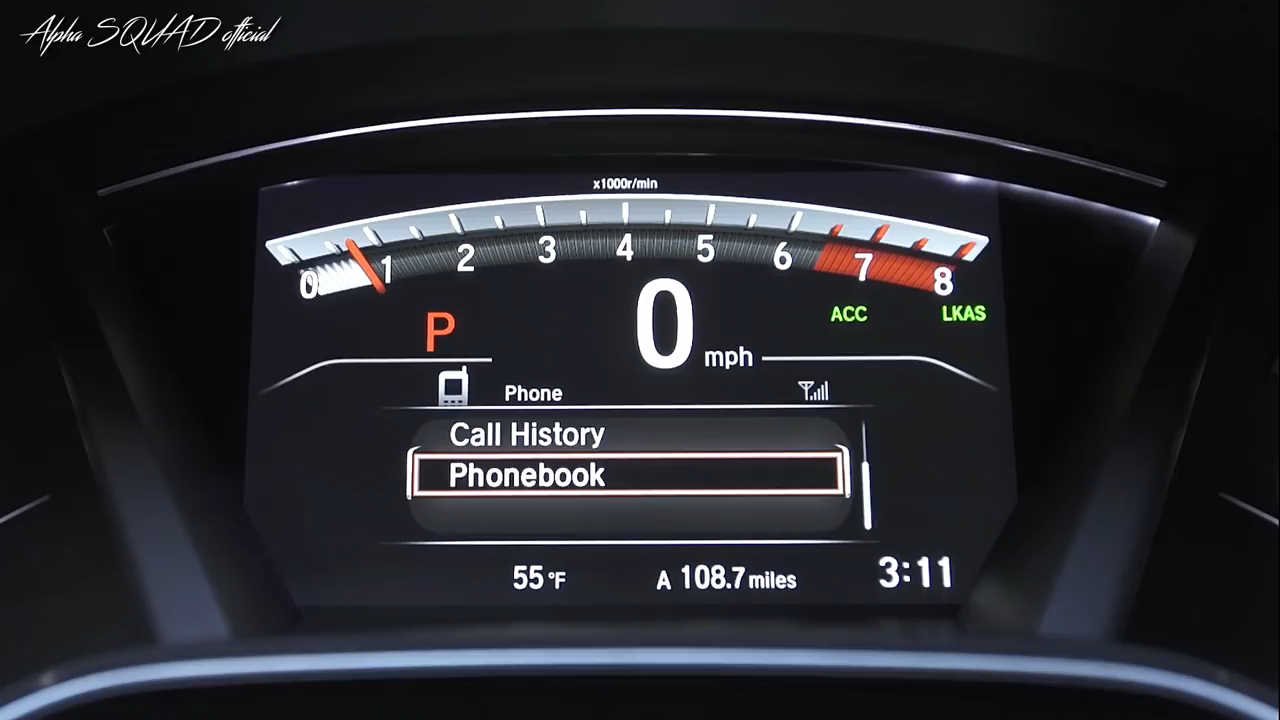 Alpha SQUAD official
x1000r/min
0 1 2 3 4 5 6 7 8
P 0 mph ACC LKAS
Phone
Call History
Phonebook
55°F A 108.7 miles 3:11